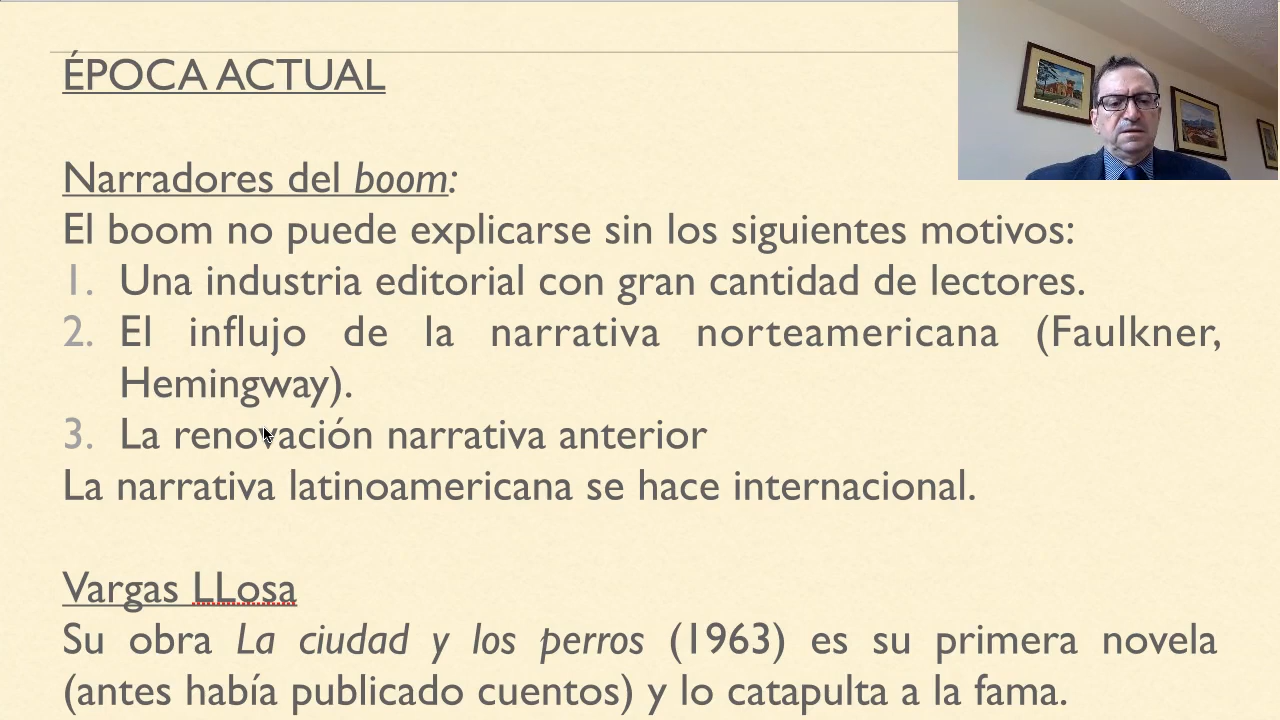 ÉPOCA ACTUAL
Narradores del boom:
El boom no puede explicarse sin los siguientes motivos:
1. Una industria editorial con gran cantidad de lectores.
2. El influjo de la narrativa norteamericana (Faulkner,
Hemingway).
3. La renovación narrativa anterior
La narrativa latinoamericana se hace internacional.
Vargas LLosa
Su obra La ciudad y los perros (1963) es su primera novela
(antes había publicado cuentos) y lo catapulta a la fama.